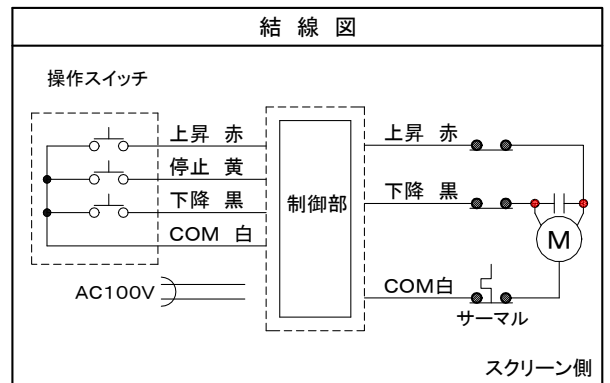 結 線 図
操作スイッチ
上昇 赤
停止 黄
下降 黒
COM 白
AC100V
制御部
上昇 赤
下降 黒
COM白
M
サーマル
スクリーン側